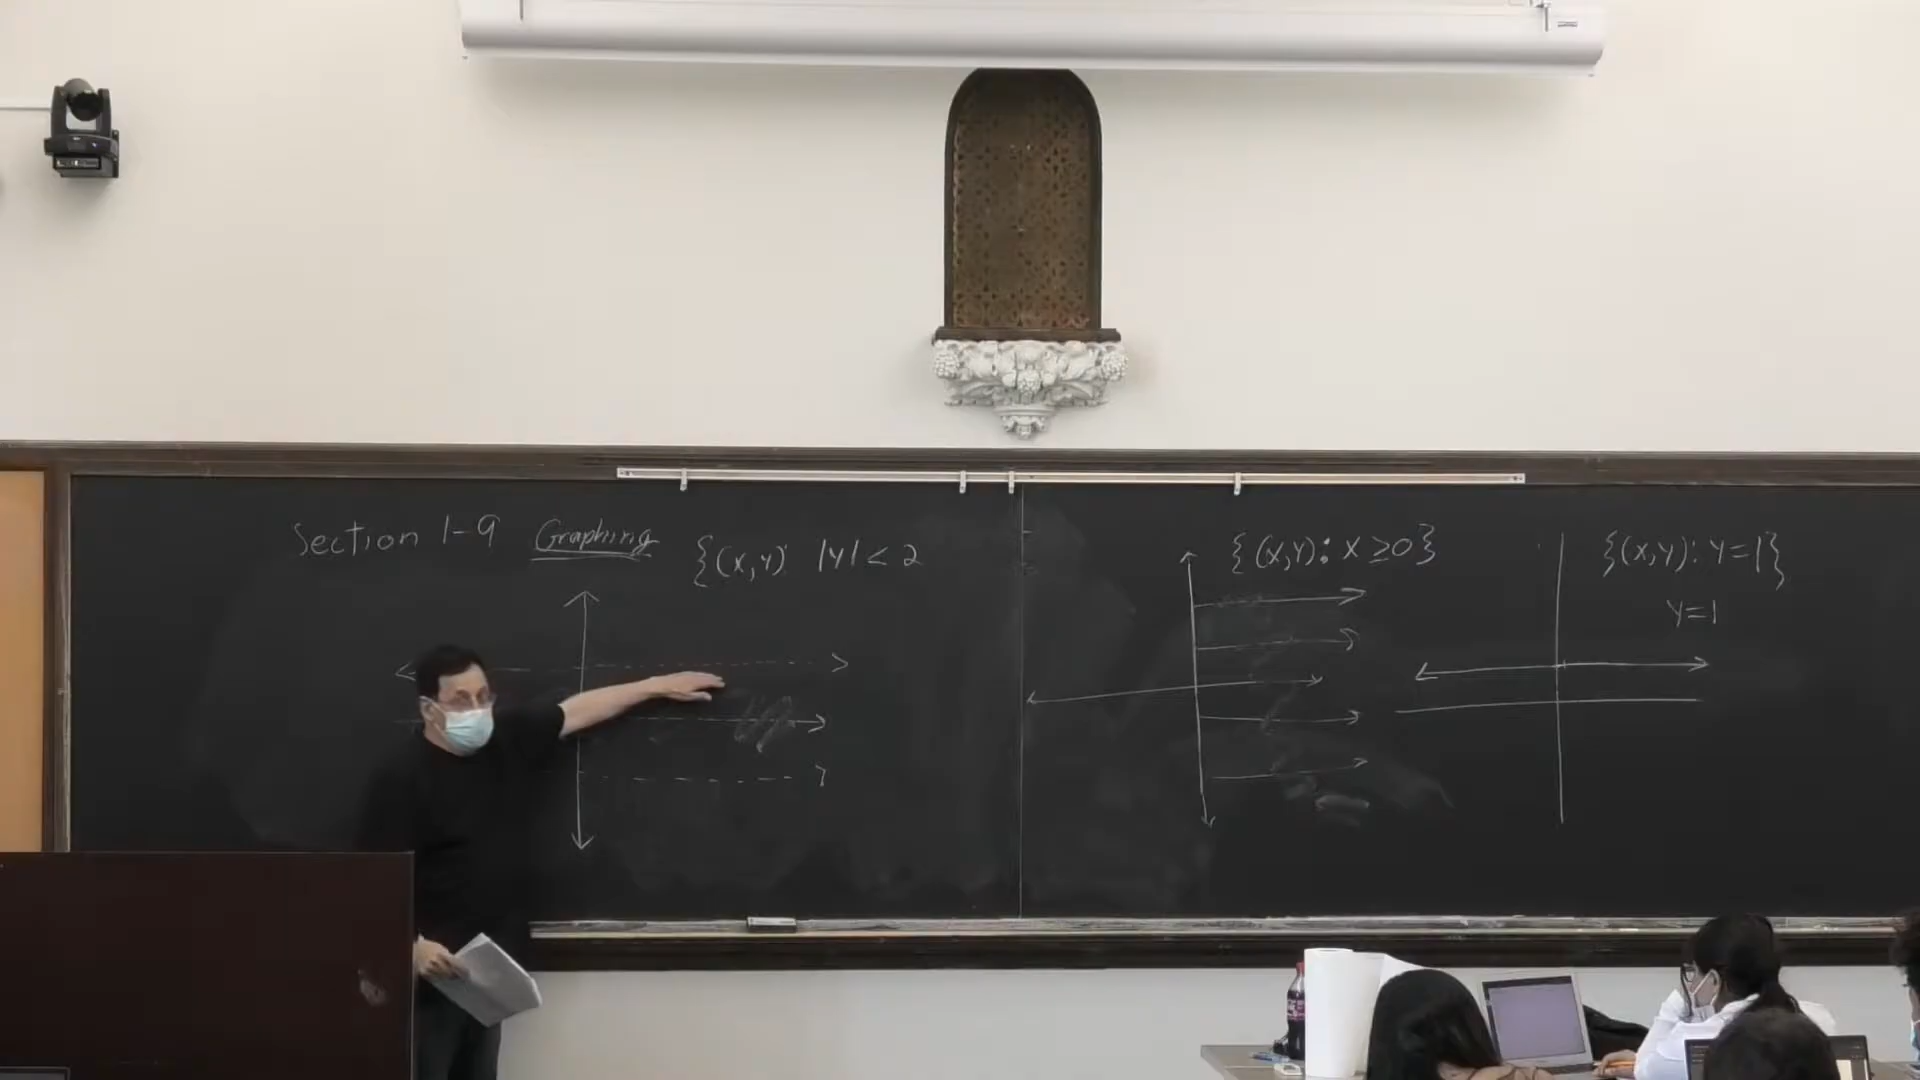 Section 1-9 Graphing
{(x,y): |y| < 2
{(x,y): x ≥ 0}
{(x,y): y = 1}
y = 1